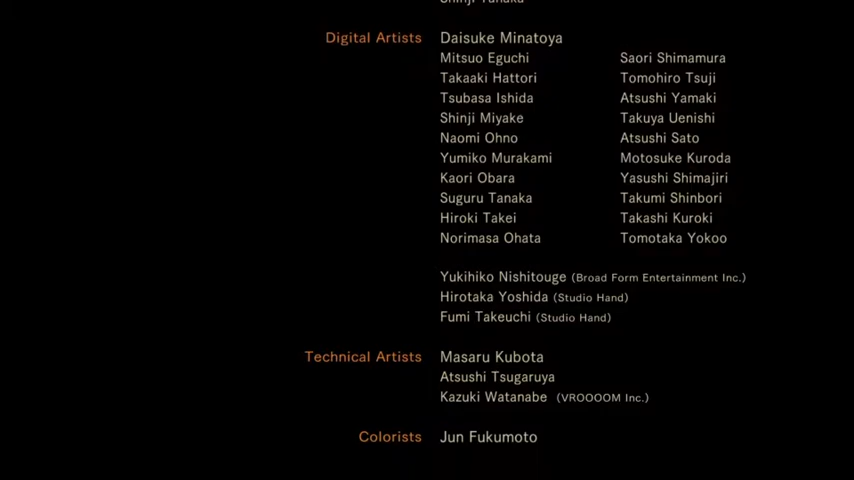 Shinji Tanaka
Digital Artists Daisuke Minatoya
Mitsuo Eguchi Saori Shimamura
Takaaki Hattori Tomohiro Tsuji
Tsubasa Ishida Atsushi Yamaki
Shinji Miyake Takuya Uenishi
Naomi Ohno Atsushi Sato
Yumiko Murakami Motosuke Kuroda
Kaori Obara Yasushi Shimajiri
Suguru Tanaka Takumi Shinbori
Hiroki Takei Takashi Kuroki
Norimasa Ohata Tomotaka Yokoo
Yukihiko Nishitouge (Broad Form Entertainment Inc.)
Hirotaka Yoshida (Studio Hand)
Fumi Takeuchi (Studio Hand)
Technical Artists Masaru Kubota
Atsushi Tsugaruya
Kazuki Watanabe (VROOOOM Inc.)
Colorists Jun Fukumoto